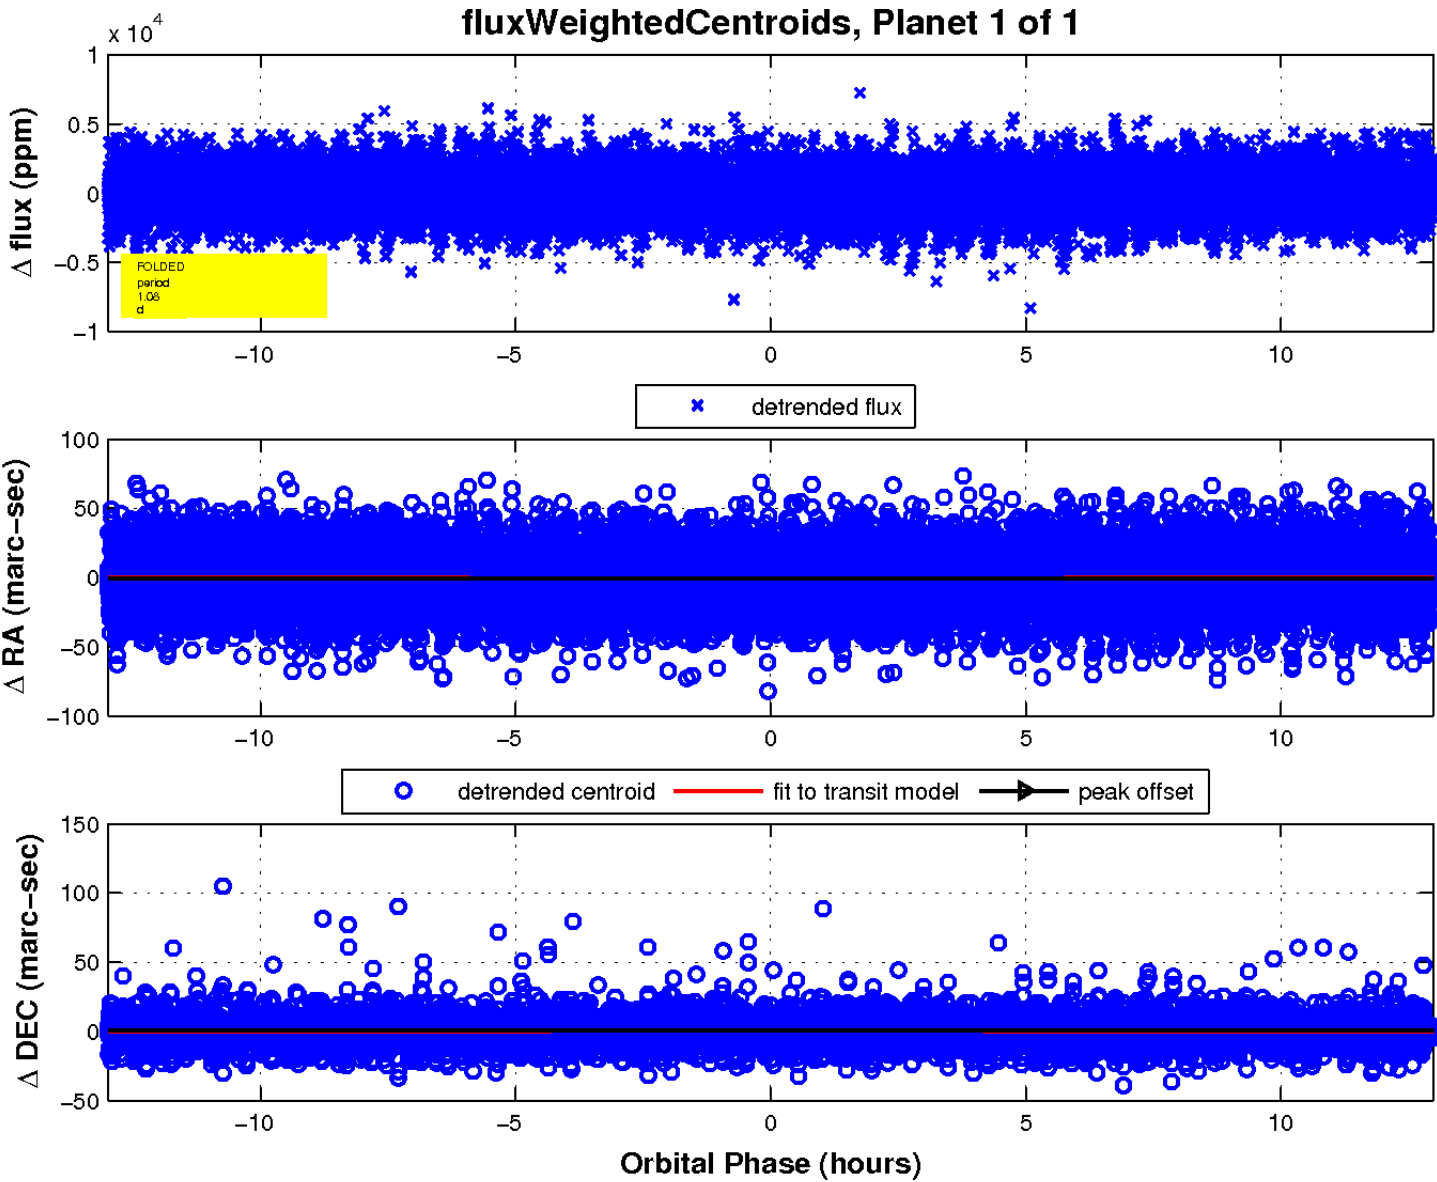 fluxWeightedCentroids, Planet 1 of 1
x 10^4
1
0.5
0
−0.5
−1
Δ flux (ppm)
FOLDED
period
1.08
d
−10 −5 0 5 10
detrended flux
100
50
0
−50
−100
Δ RA (marc−sec)
−10 −5 0 5 10
detrended centroid fit to transit model peak offset
150
100
50
0
−50
Δ DEC (marc−sec)
−10 −5 0 5 10
Orbital Phase (hours)